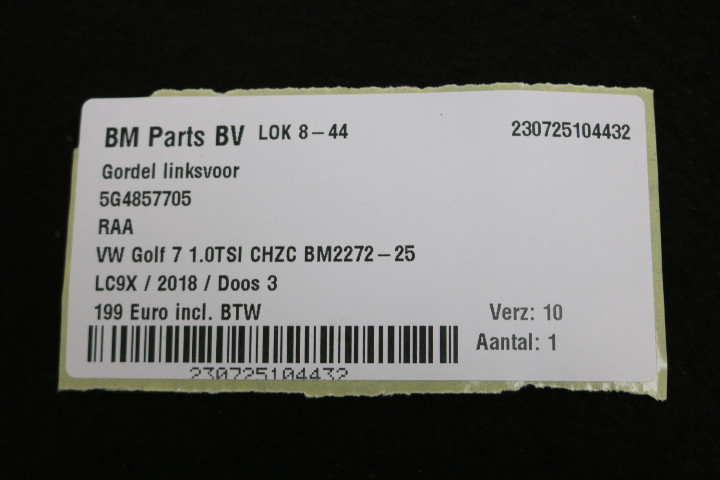 BM Parts BV LOK 8-44 230725104432
Gordel linksvoor
5G4857705
RAA
VW Golf 7 1.0TSI CHZC BM2272-25
LC9X / 2018 / Doos 3
199 Euro incl. BTW Verz: 10
Aantal: 1
230725104432